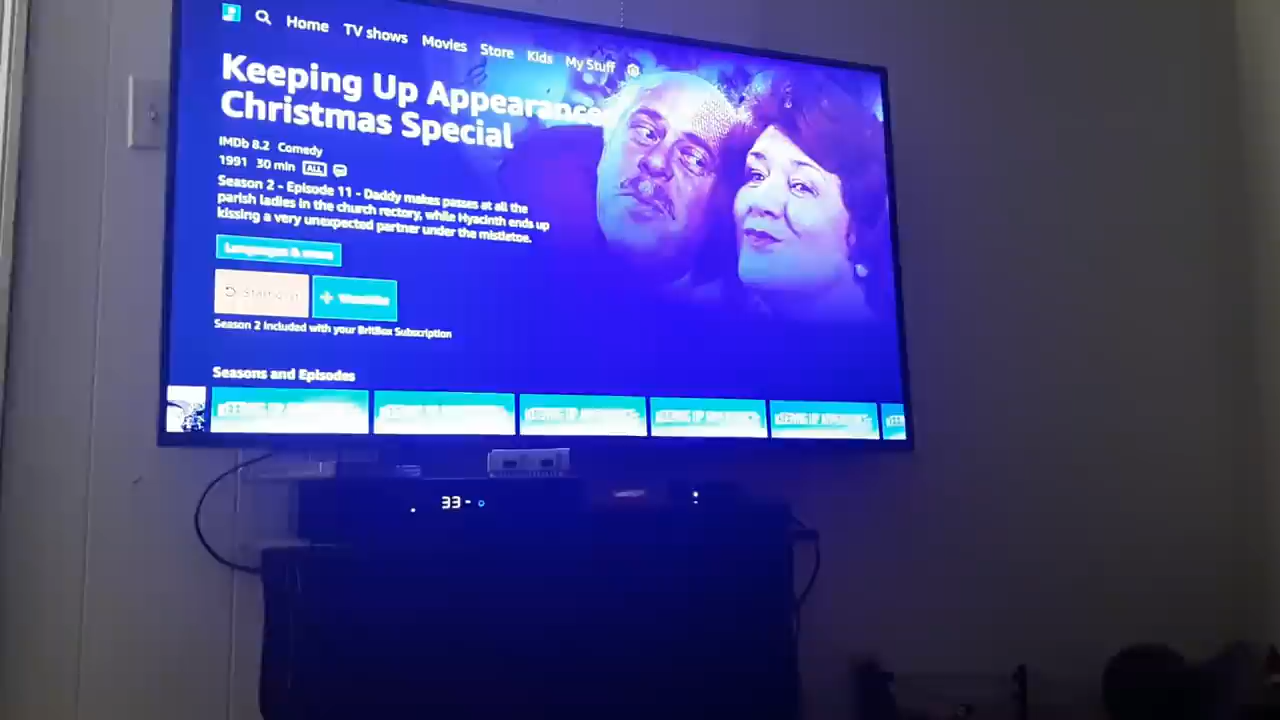 Home TV shows Movies Store Kids My Stuff
Keeping Up Appearance
Christmas Special
IMDb 8.2 Comedy
1991 30 min ALL
Season 2 - Episode 11 - Daddy makes passes at all the
parish ladies in the church rectory, while Hyacinth ends up
kissing a very unexpected partner under the mistletoe.
Languages & more
Season 2 included with your BritBox Subscription
Seasons and Episodes
33